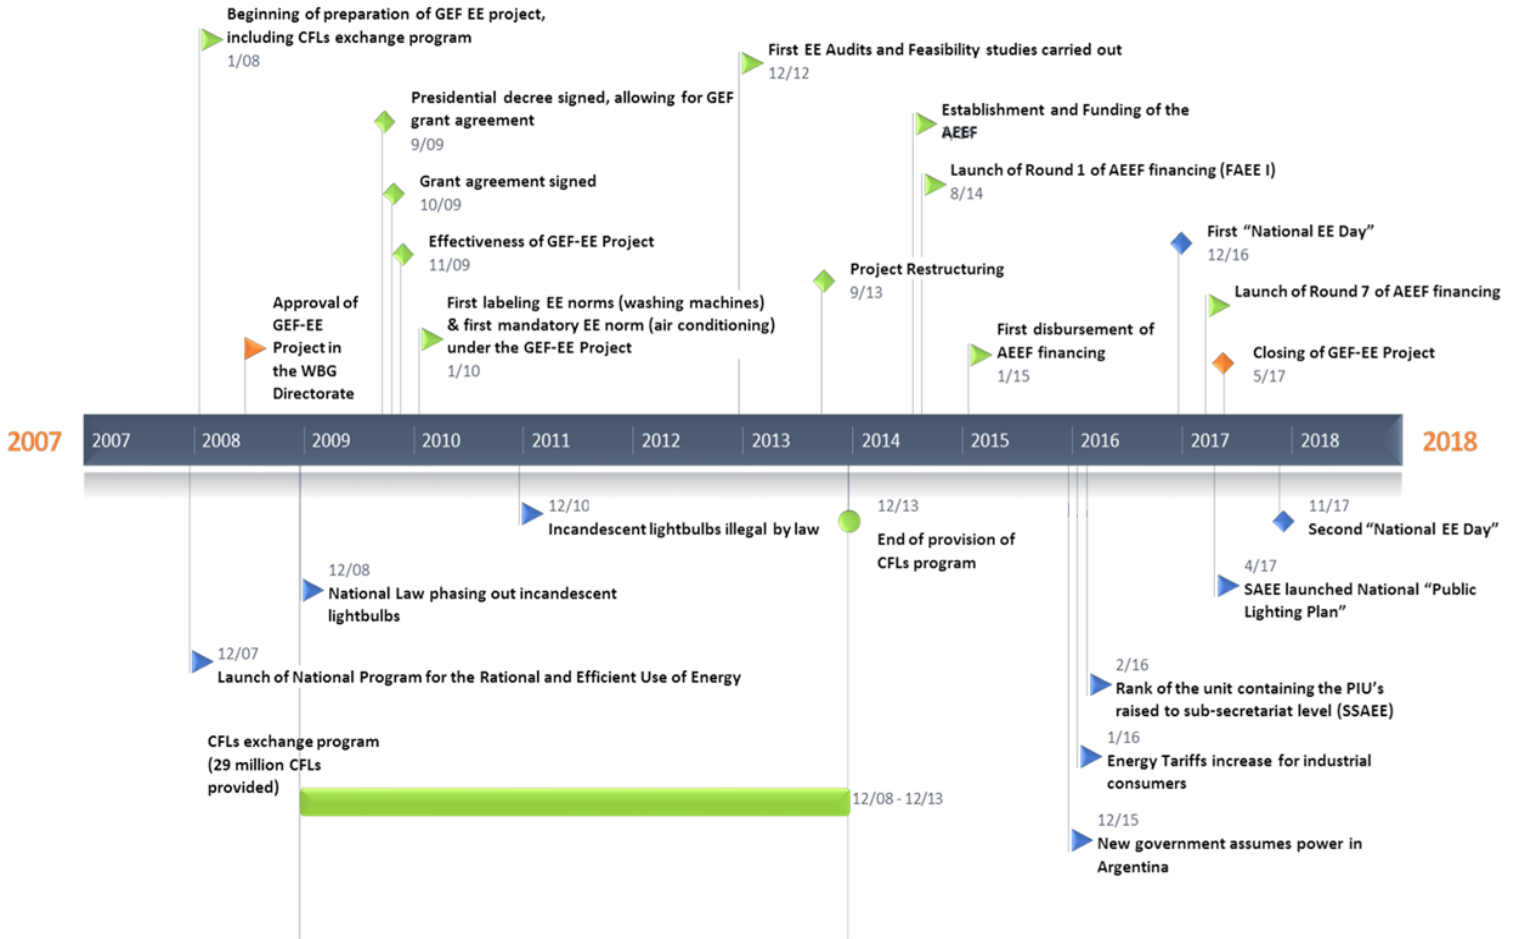 Beginning of preparation of GEF EE project,
including CFLs exchange program
1/08
First EE Audits and Feasibility studies carried out
12/12
Presidential decree signed, allowing for GEF
grant agreement
9/09
Establishment and Funding of the
AEEF
Grant agreement signed
10/09
Launch of Round 1 of AEEF financing (FAEE I)
8/14
Effectiveness of GEF-EE Project
11/09
First “National EE Day”
12/16
Project Restructuring
9/13
Launch of Round 7 of AEEF financing
Approval of
GEF-EE
Project in
the WBG
Directorate
First labeling EE norms (washing machines)
& first mandatory EE norm (air conditioning)
under the GEF-EE Project
1/10
First disbursement of
AEEF financing
1/15
Closing of GEF-EE Project
5/17
2007
2007 2008 2009 2010 2011 2012 2013 2014 2015 2016 2017 2018
2018
12/10
Incandescent lightbulbs illegal by law
12/13
End of provision of
CFLs program
11/17
Second “National EE Day”
12/08
National Law phasing out incandescent
lightbulbs
4/17
SAEE launched National “Public
Lighting Plan”
12/07
Launch of National Program for the Rational and Efficient Use of Energy
2/16
Rank of the unit containing the PIU’s
raised to sub-secretariat level (SSAEE)
CFLs exchange program
(29 million CFLs
provided)
12/08 - 12/13
1/16
Energy Tariffs increase for industrial
consumers
12/15
New government assumes power in
Argentina